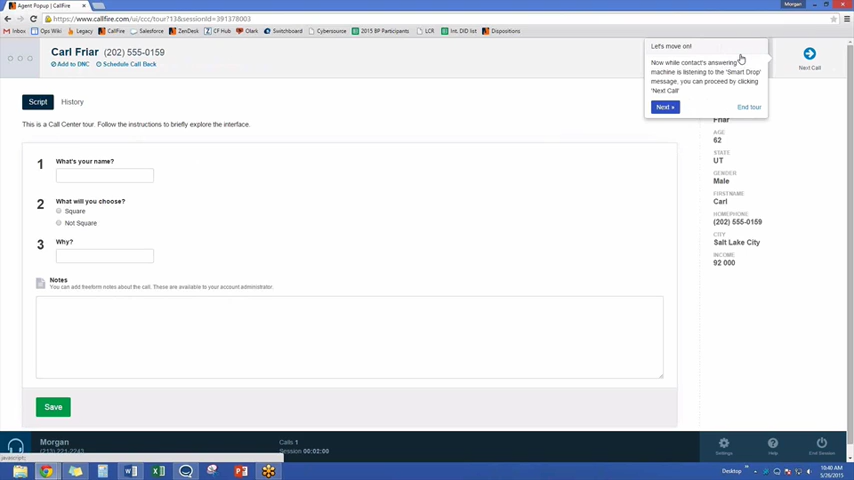 Agent Popup | CallFire
Morgan
https://www.callfire.com/ui/ccc/tour?13&sessionId=391378003
Inbox Ops Wiki Legacy CallFire Salesforce ZenDesk CF Hub Olark Switchboard Cybersource 2015 BP Participants LCR Int. DID list Dispositions
Carl Friar (202) 555-0159
Add to DNC Schedule Call Back
Let's move on!
Now while contact's answering
machine is listening to the 'Smart Drop'
message, you can proceed by clicking
'Next Call'
Next » End tour
Next Call
Script History
This is a Call Center tour. Follow the instructions to briefly explore the interface.
1 What's your name?
2 What will you choose?
Square
Not Square
3 Why?
Notes
You can add freeform notes about the call. These are available to your account administrator.
Save
Friar
AGE
62
STATE
UT
GENDER
Male
FIRSTNAME
Carl
HOMEPHONE
(202) 555-0159
CITY
Salt Lake City
INCOME
92 000
Morgan
(213) 221-2243
Calls 1
Session 00:02:00
Settings Help End Session
Desktop
10:40 AM
5/26/2015